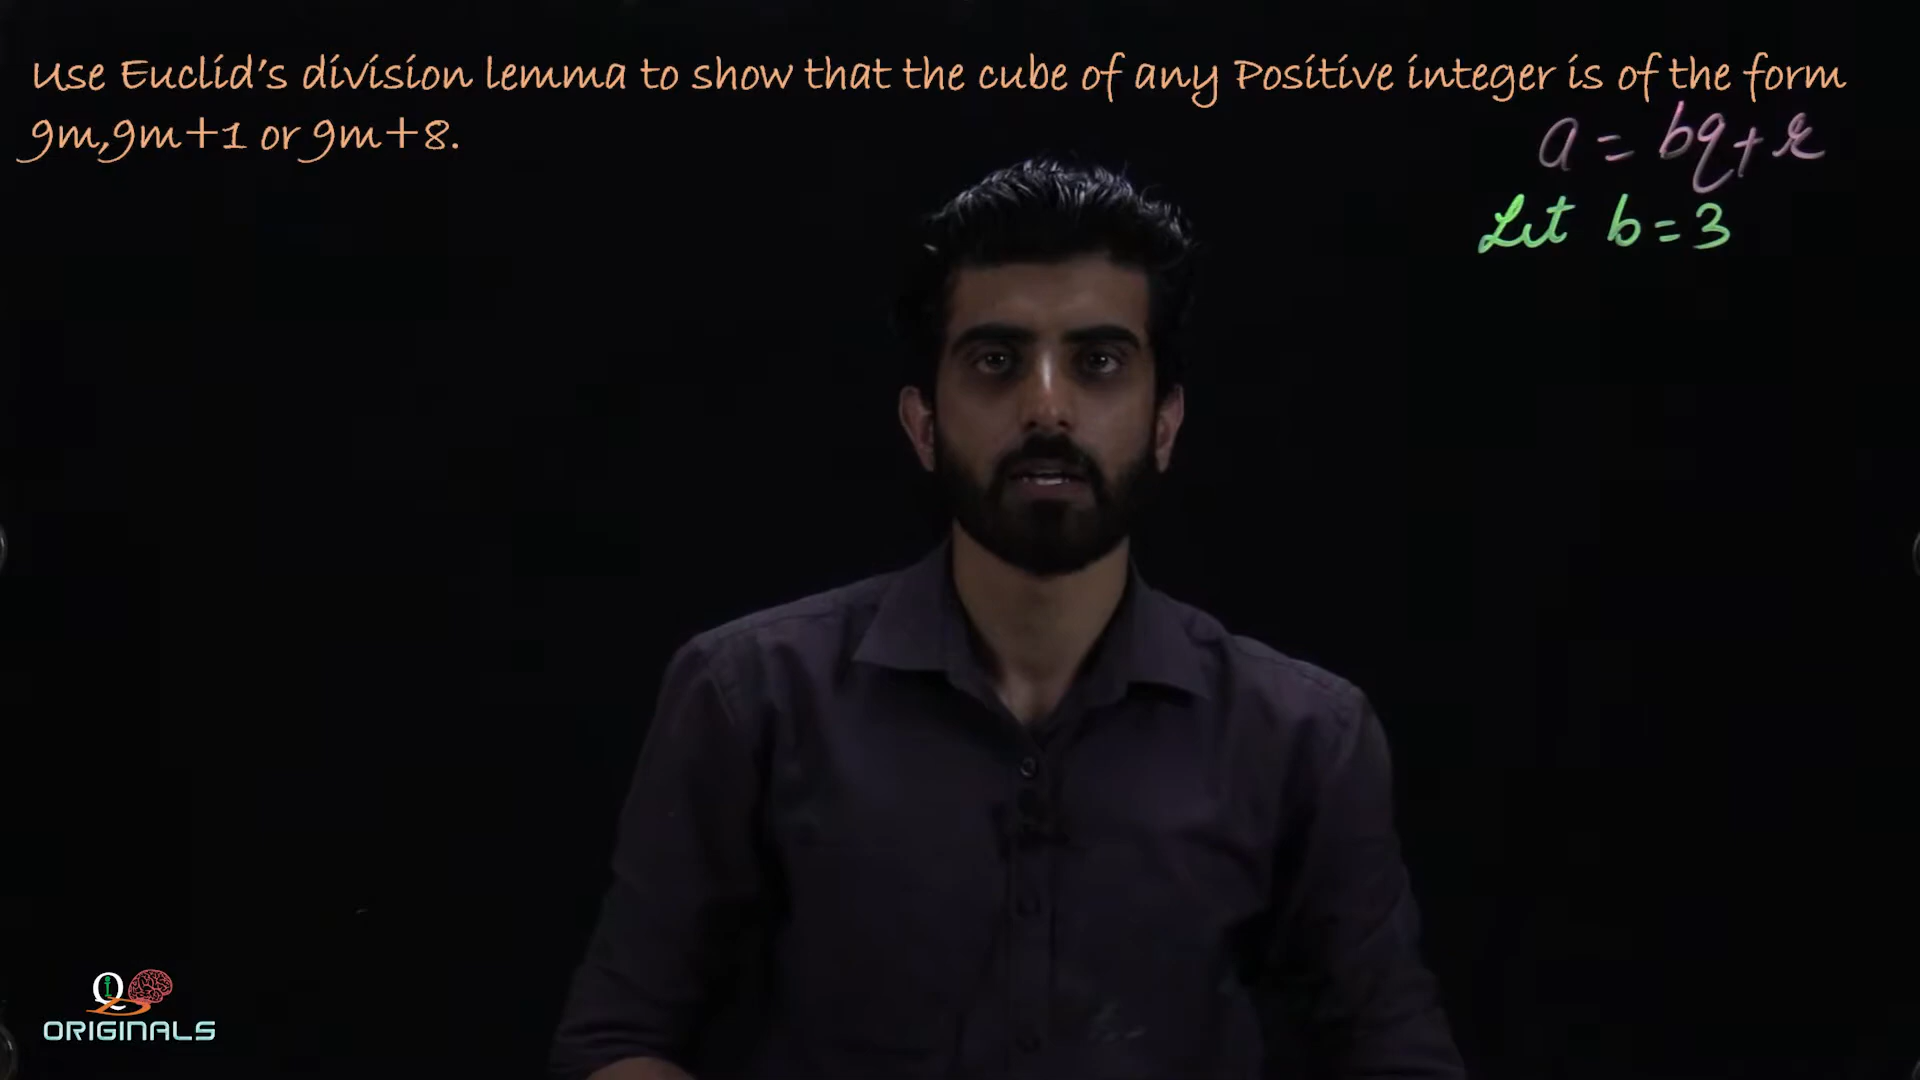 Use Euclid's division lemma to show that the cube of any Positive integer is of the form
9m,9m+1 or 9m+8.
a = bq + r
Let b = 3
QiD
ORIGINALS